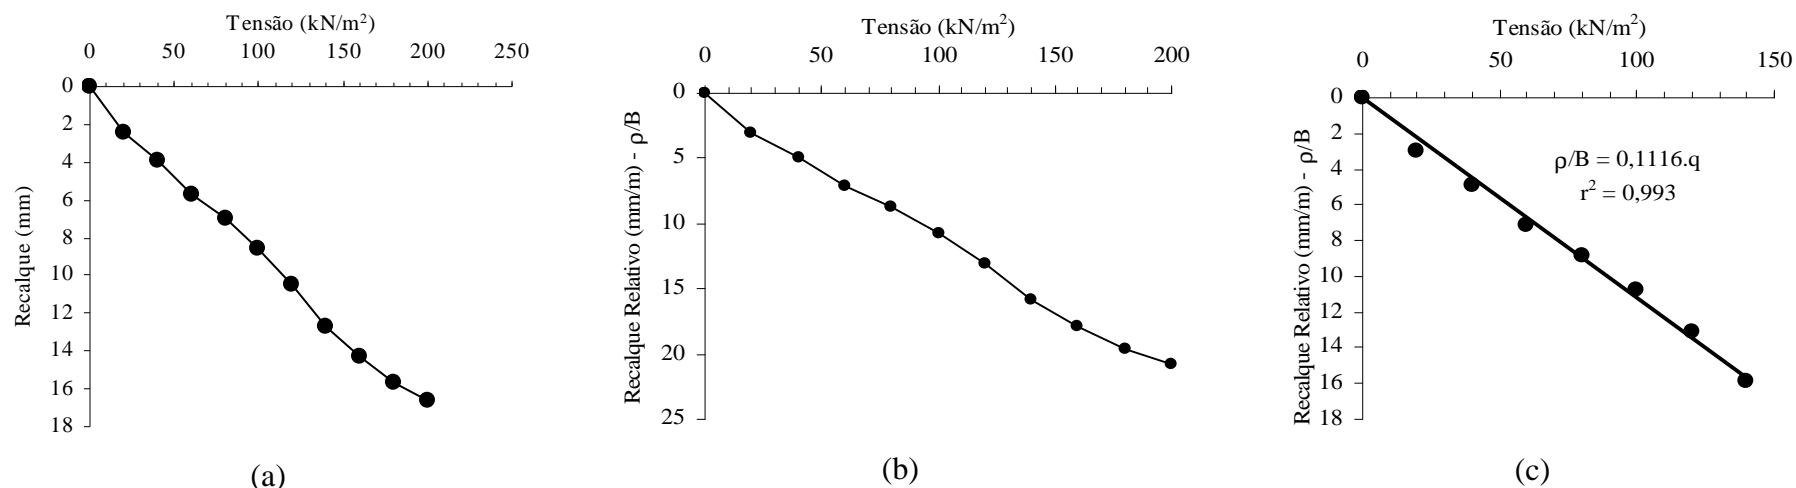 Tensão (kN/m²)
0 50 100 150 200 250
0
2
4
6
8
10
12
14
16
18
Recalque (mm)
(a)
Tensão (kN/m²)
0 50 100 150 200
0
5
10
15
20
25
Recalque Relativo (mm/m) - ρ/B
(b)
Tensão (kN/m²)
0 50 100 150
0
2
4
6
8
10
12
14
16
18
Recalque Relativo (mm/m) - ρ/B
ρ/B = 0,1116.q
r² = 0,993
(c)